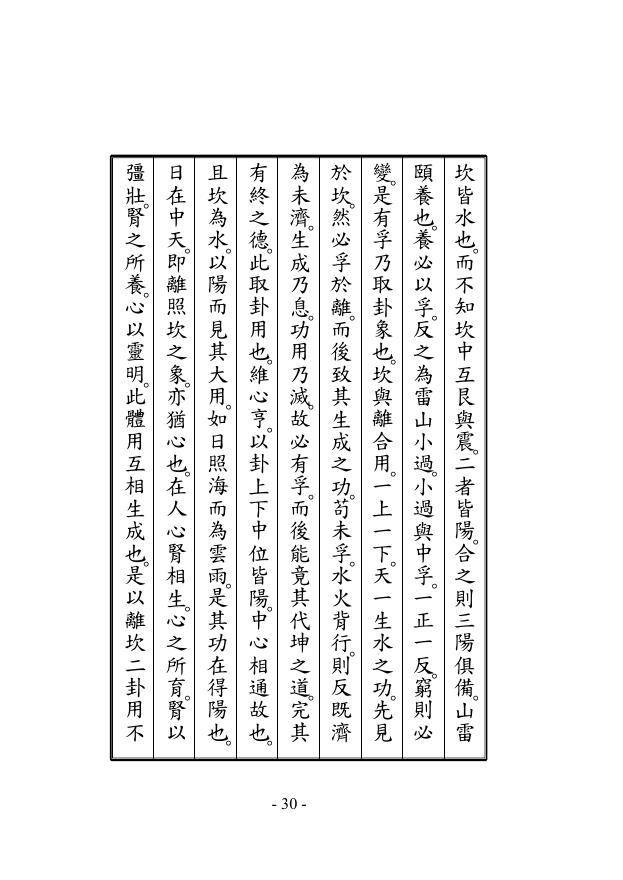 坎皆水也。而不知坎中互艮與震。二者皆陽。合之則三陽俱備。山雷
頤養也。養必以孚。反之為雷山小過。小過與中孚。一正一反。窮則必
變。是有孚乃取卦象也。坎與離合用。一上一下。天一生水之功。先見
於坎。然必孚於離。而後致其生成之功。苟未孚。水火背行。則反既濟
為未濟。生成乃息。功用乃滅。故必有孚。而後能竟其代坤之道。完其
有終之德。此取卦用也。維心亨。以卦上下中位皆陽。中心相通故也。
且坎為水。以陽而見其大用。如日照海而為雲雨。是其功在得陽也。
日在中天。即離照坎之象。亦猶心也。在人心腎相生。心之所育。腎以
彊壯。腎之所養。心以靈明。此體用互相生成也。是以離坎二卦用不
- 30 -